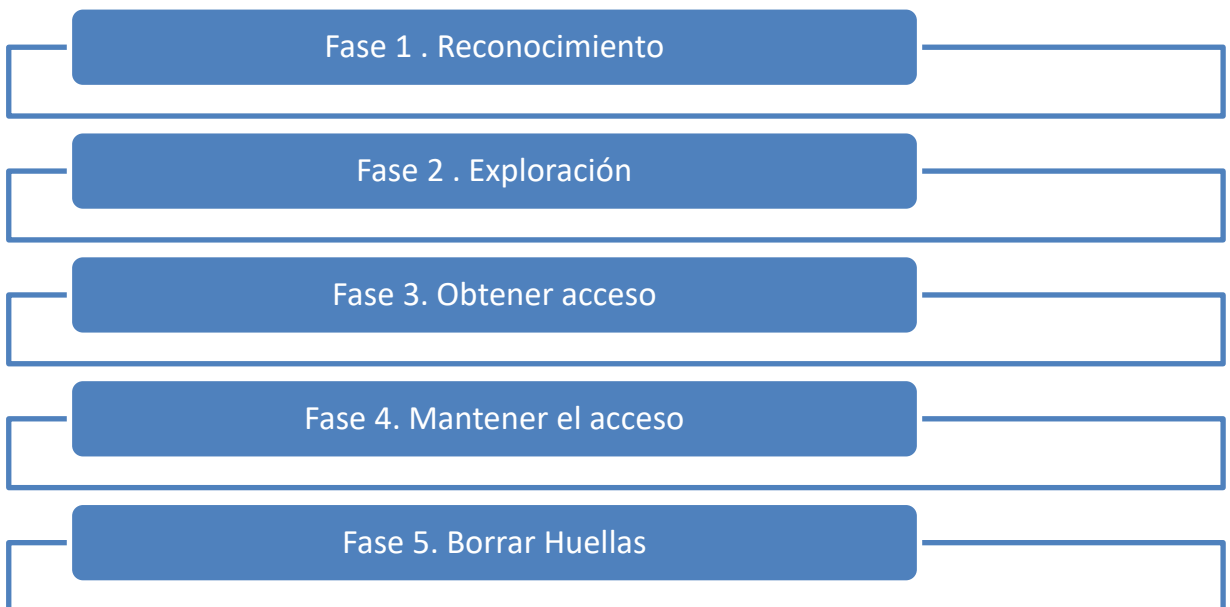 Fase 1 . Reconocimiento
Fase 2 . Exploración
Fase 3. Obtener acceso
Fase 4. Mantener el acceso
Fase 5. Borrar Huellas